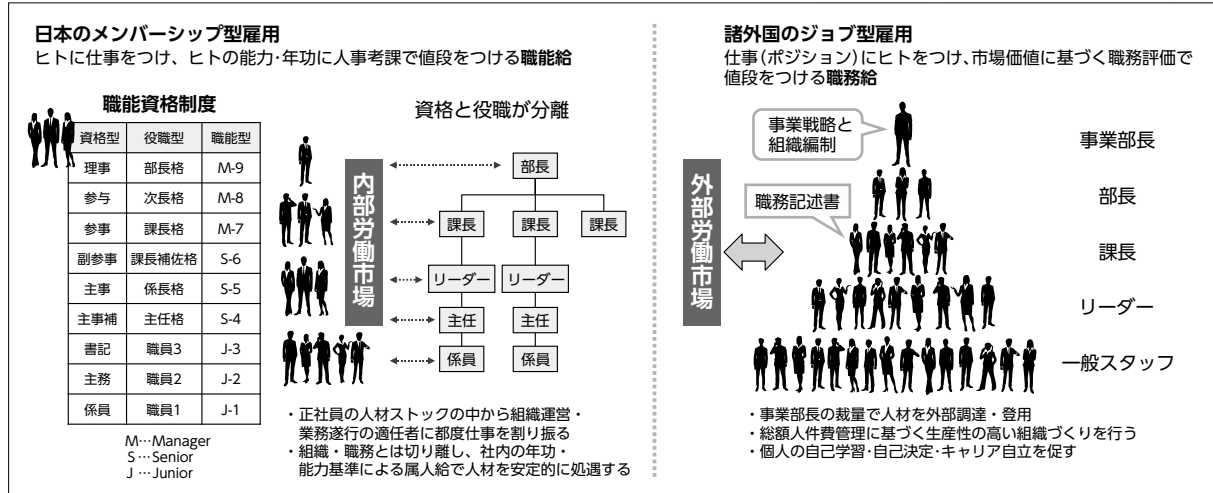 日本のメンバーシップ型雇用
ヒトに仕事をつけ、ヒトの能力・年功に人事考課で値段をつける職能給
職能資格制度
資格型 役職型 職能型
理事 部長格 M-9
参与 次長格 M-8
参事 課長格 M-7
副参事 課長補佐格 S-6
主事 係長格 S-5
主事補 主任格 S-4
書記 職員3 J-3
主務 職員2 J-2
係員 職員1 J-1
M…Manager
S…Senior
J…Junior
資格と役職が分離
内部労働市場
部長
課長 課長 課長
リーダー リーダー
主任 主任
係員 係員
・正社員の人材ストックの中から組織運営・
業務遂行の適任者に都度仕事を割り振る
・組織・職務とは切り離し、社内の年功・
能力基準による属人給で人材を安定的に処遇する
諸外国のジョブ型雇用
仕事(ポジション)にヒトをつけ、市場価値に基づく職務評価で
値段をつける職務給
外部労働市場
事業戦略と
組織編制
職務記述書
事業部長
部長
課長
リーダー
一般スタッフ
・事業部長の裁量で人材を外部調達・登用
・総額人件費管理に基づく生産性の高い組織づくりを行う
・個人の自己学習・自己決定・キャリア自立を促す